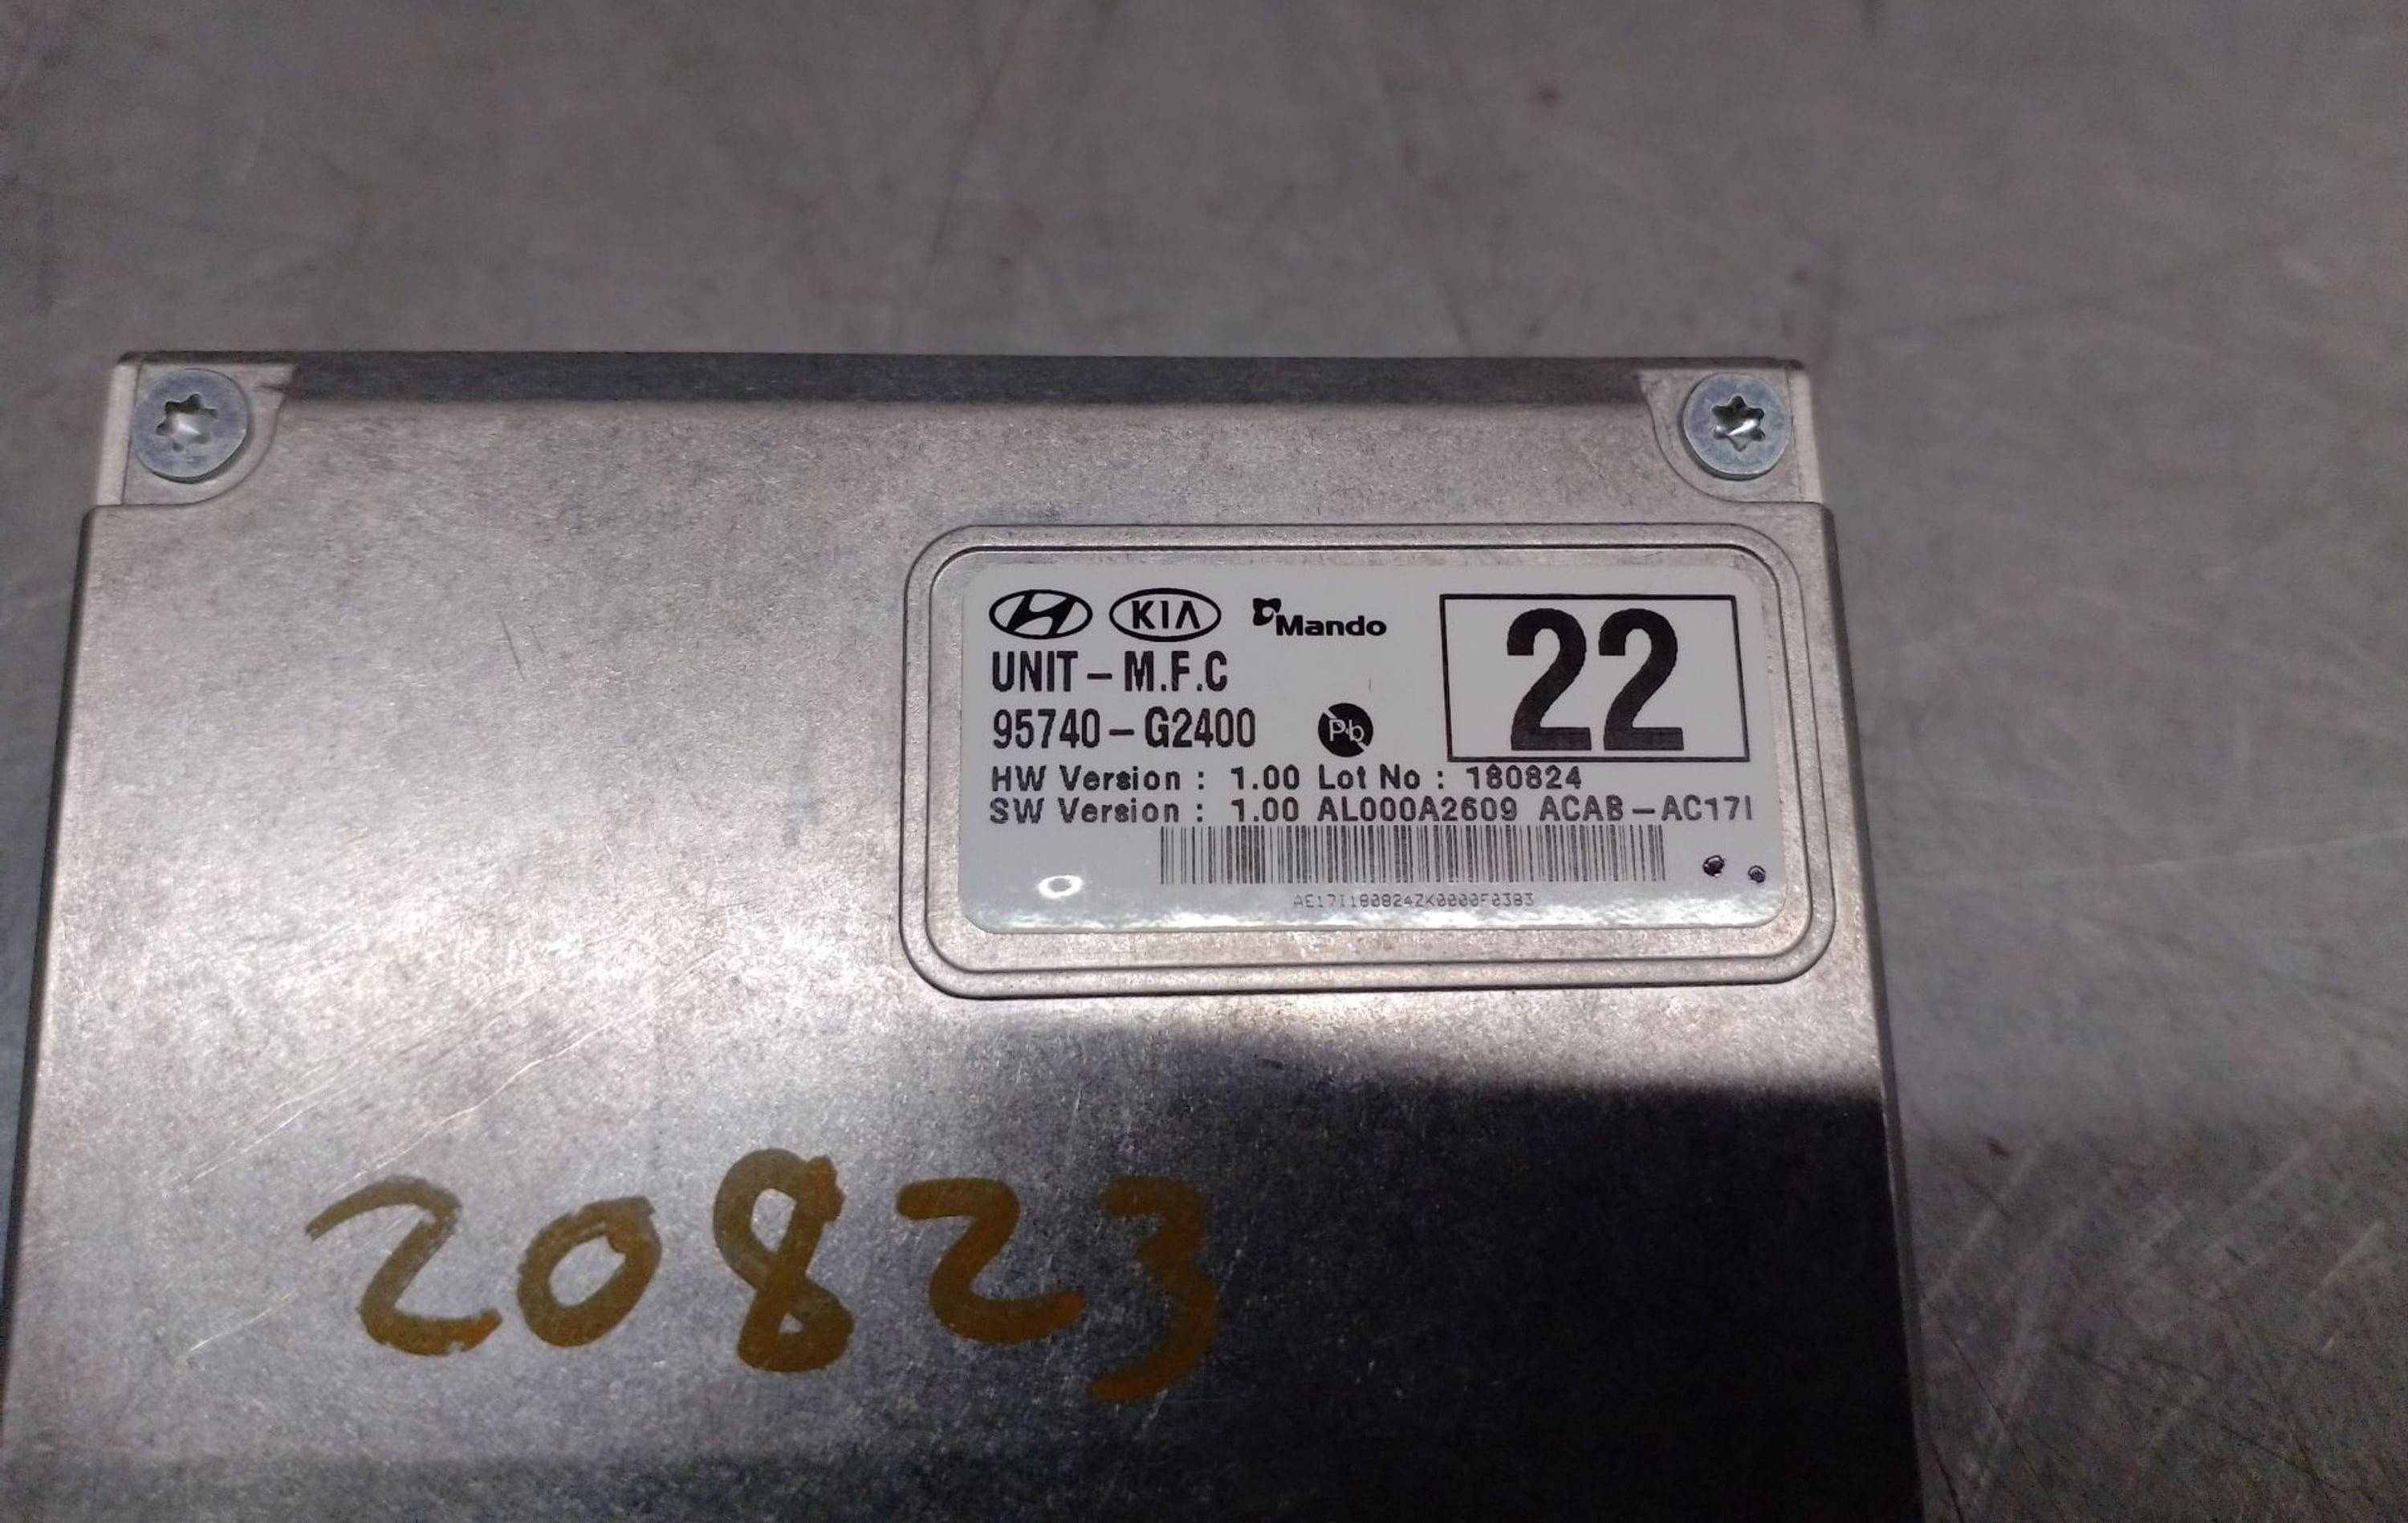 KIA Mando 22
UNIT - M.F.C
95740 - G2400 Pb
HW Version : 1.00 Lot No : 180824
SW Version : 1.00 AL000A2609 ACAB-AC17I
AE17I180824ZK0000F0383
20823